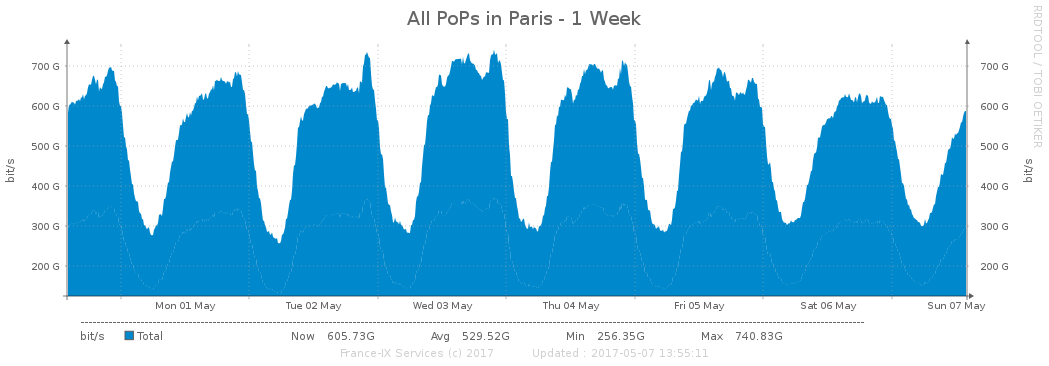 All PoPs in Paris - 1 Week
RRDTOOL / TOBI OETIKER
bit/s
700 G
600 G
500 G
400 G
300 G
200 G
700 G
600 G
500 G
400 G
300 G
200 G
bit/s
Mon 01 May Tue 02 May Wed 03 May Thu 04 May Fri 05 May Sat 06 May Sun 07 May
bit/s Total Now 605.73G Avg 529.52G Min 256.35G Max 740.83G
France-IX Services (c) 2017 Updated : 2017-05-07 13:55:11